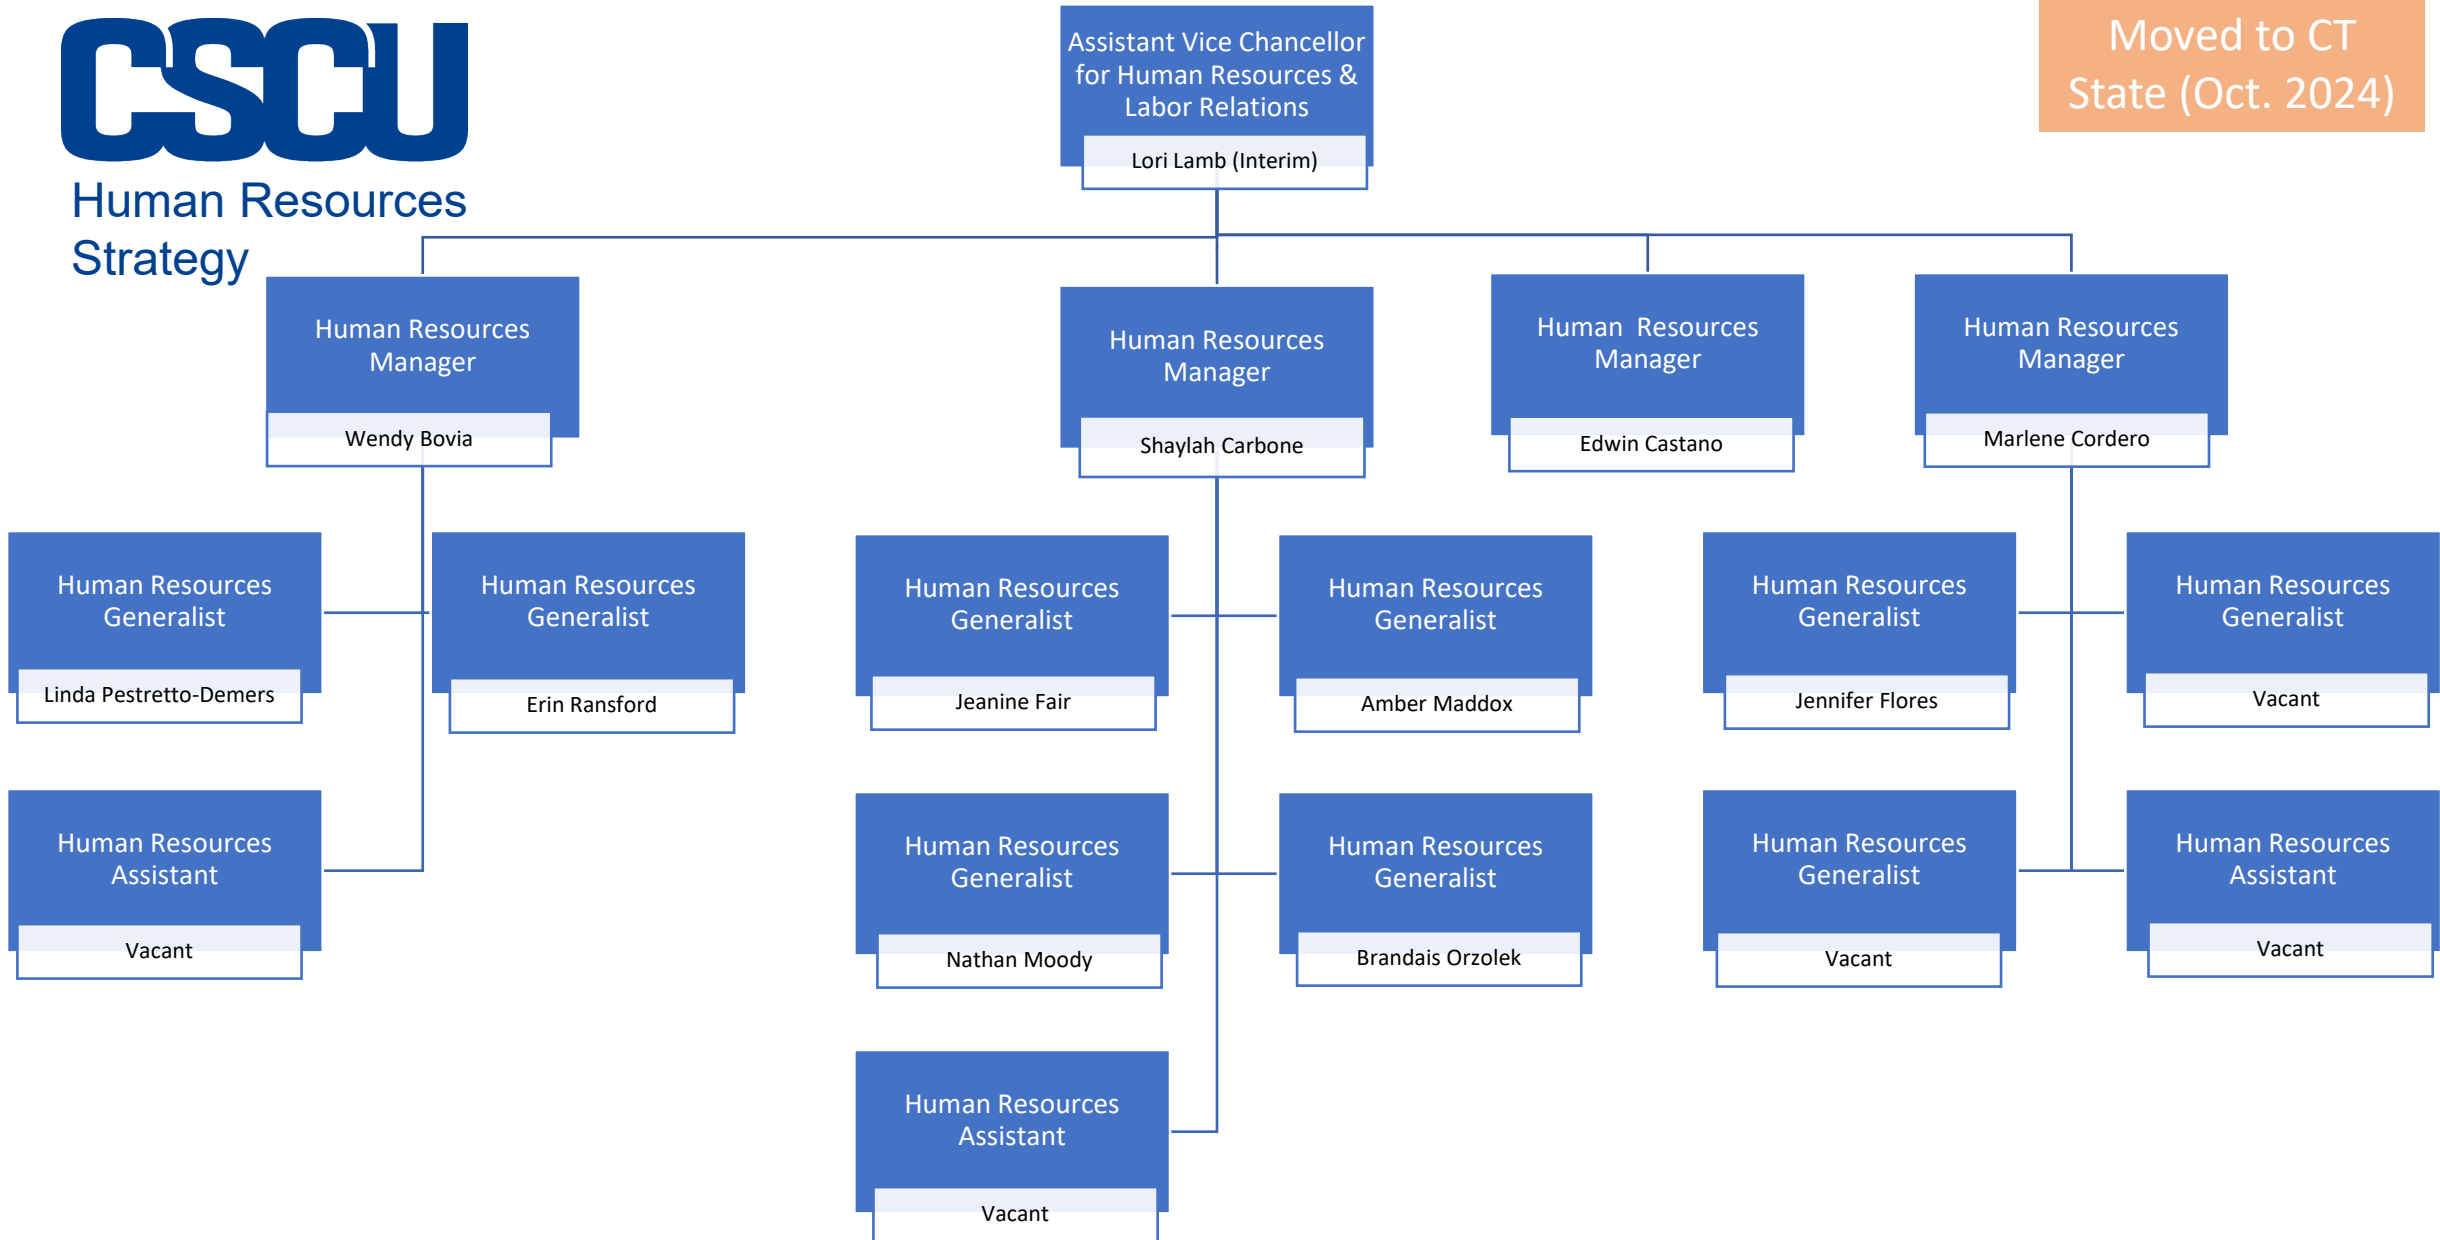 CSCU
Human Resources
Strategy
Assistant Vice Chancellor
for Human Resources &
Labor Relations
Lori Lamb (Interim)
Moved to CT
State (Oct. 2024)
Human Resources
Manager
Wendy Bovia
Human Resources
Manager
Shaylah Carbone
Human  Resources
Manager
Edwin Castano
Human Resources
Manager
Marlene Cordero
Human Resources
Generalist
Linda Pestretto-Demers
Human Resources
Generalist
Erin Ransford
Human Resources
Generalist
Jeanine Fair
Human Resources
Generalist
Amber Maddox
Human Resources
Generalist
Jennifer Flores
Human Resources
Generalist
Vacant
Human Resources
Assistant
Vacant
Human Resources
Generalist
Nathan Moody
Human Resources
Generalist
Brandais Orzolek
Human Resources
Generalist
Vacant
Human Resources
Assistant
Vacant
Human Resources
Assistant
Vacant